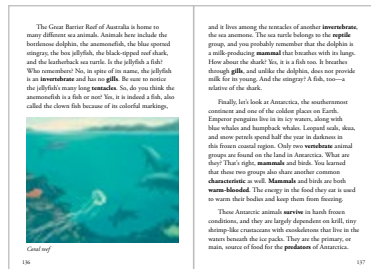 The Great Barrier Reef of Australia is home to
many different sea animals. Animals here include the
bottlenose dolphin, the anemonefish, the blue spotted
stingray, the box jellyfish, the black-tipped reef shark,
and the leatherback sea turtle. Is the jellyfish a fish?
Who remembers? No, in spite of its name, the jellyfish
is an invertebrate and has no gills. Be sure to notice
the jellyfish's many long tentacles. So, do you think the
anemonefish is a fish or not? Yes, it is indeed a fish, also
called the clown fish because of its colorful markings,
Coral reef
136
and it lives among the tentacles of another invertebrate,
the sea anemone. The sea turtle belongs to the reptile
group, and you probably remember that the dolphin is
a milk-producing mammal that breathes with its lungs.
How about the shark? Yes, it is a fish too. It breathes
through gills, and unlike the dolphin, does not provide
milk for its young. And the stingray? A fish, too—a
relative of the shark.
Finally, let's look at Antarctica, the southernmost
continent and one of the coldest places on Earth.
Emperor penguins live in its icy waters, along with
blue whales and humpback whales. Leopard seals, skua,
and snow petrels spend half the year in darkness in
this frozen coastal region. Only two vertebrate animal
groups are found on the land in Antarctica. What are
they? That's right, mammals and birds. You learned
that these two groups also share another common
characteristic as well. Mammals and birds are both
warm-blooded. The energy in the food they eat is used
to warm their bodies and keep them from freezing.
These Antarctic animals survive in harsh frozen
conditions, and they are largely dependent on krill, tiny
shrimp-like crustaceans with exoskeletons that live in the
waters beneath the ice packs. They are the primary, or
main, source of food for the predators of Antarctica.
137